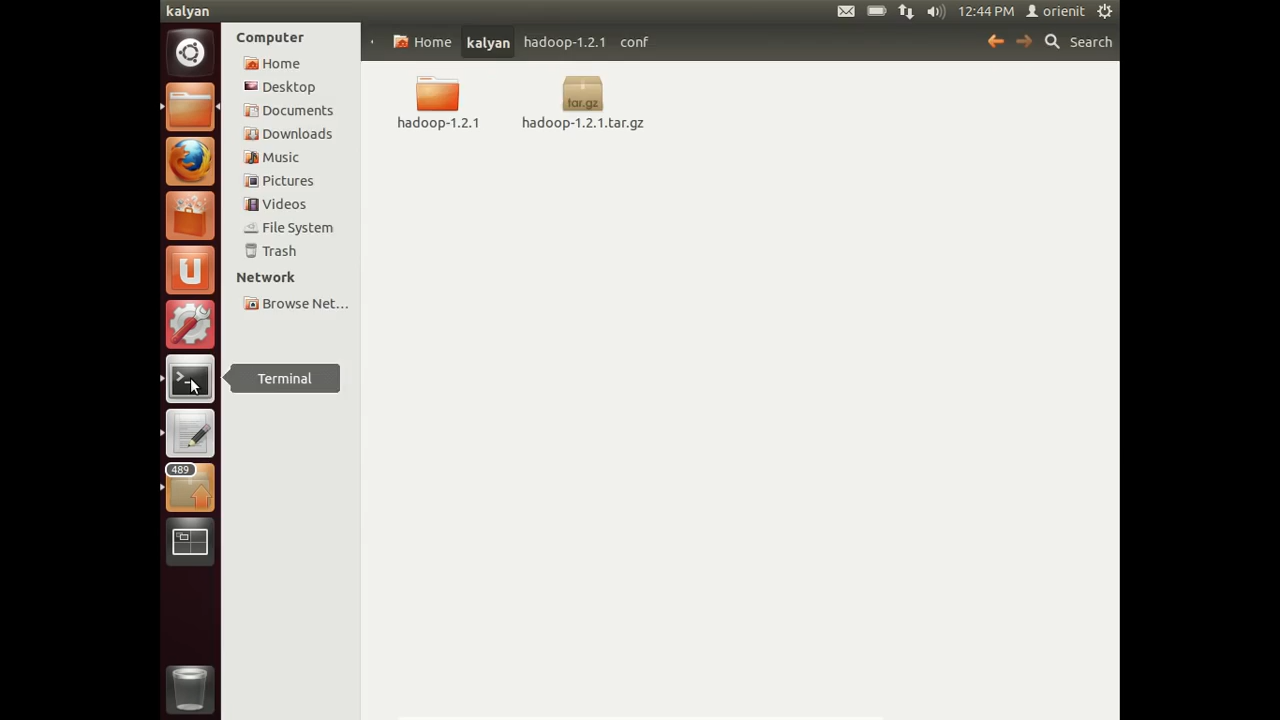 kalyan
12:44 PM
orienit
Computer
Home
Desktop
Documents
Downloads
Music
Pictures
Videos
File System
Trash
Network
Browse Net…
Home
kalyan
hadoop-1.2.1
conf
Search
hadoop-1.2.1
tar.gz
hadoop-1.2.1.tar.gz
U
>_
Terminal
489